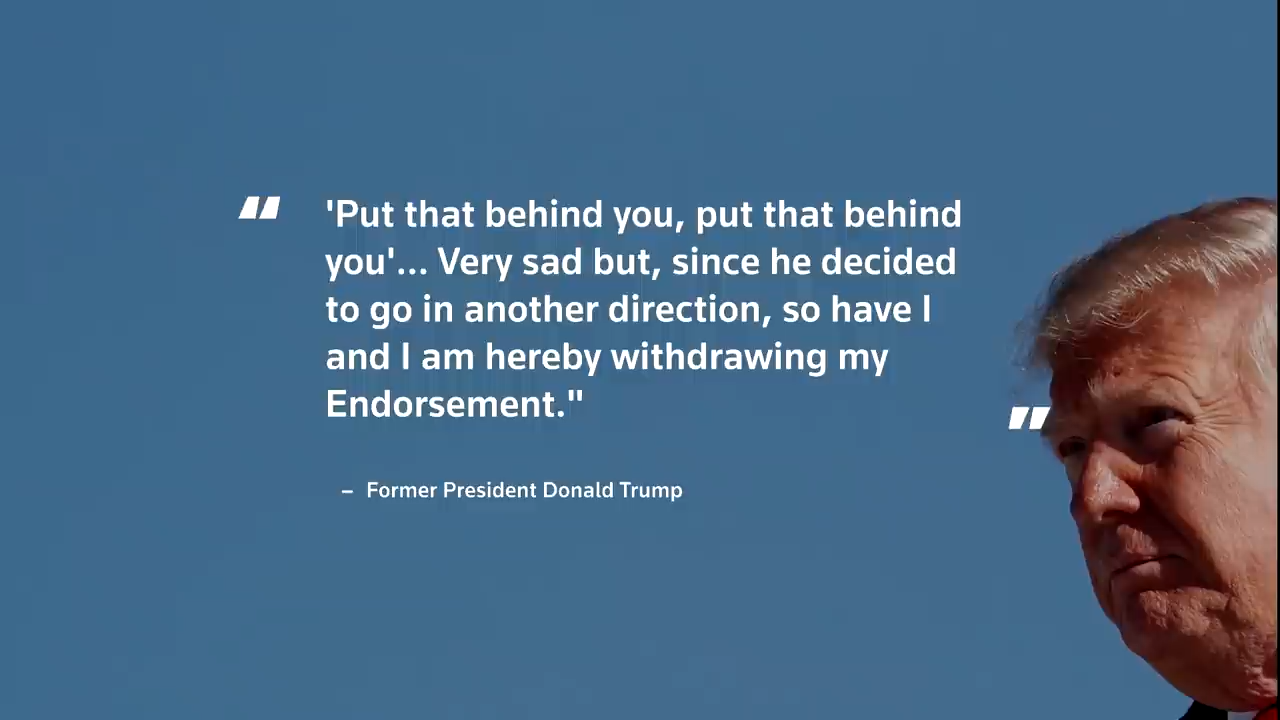 "
'Put that behind you, put that behind
you'... Very sad but, since he decided
to go in another direction, so have I
and I am hereby withdrawing my
Endorsement."
"
– Former President Donald Trump